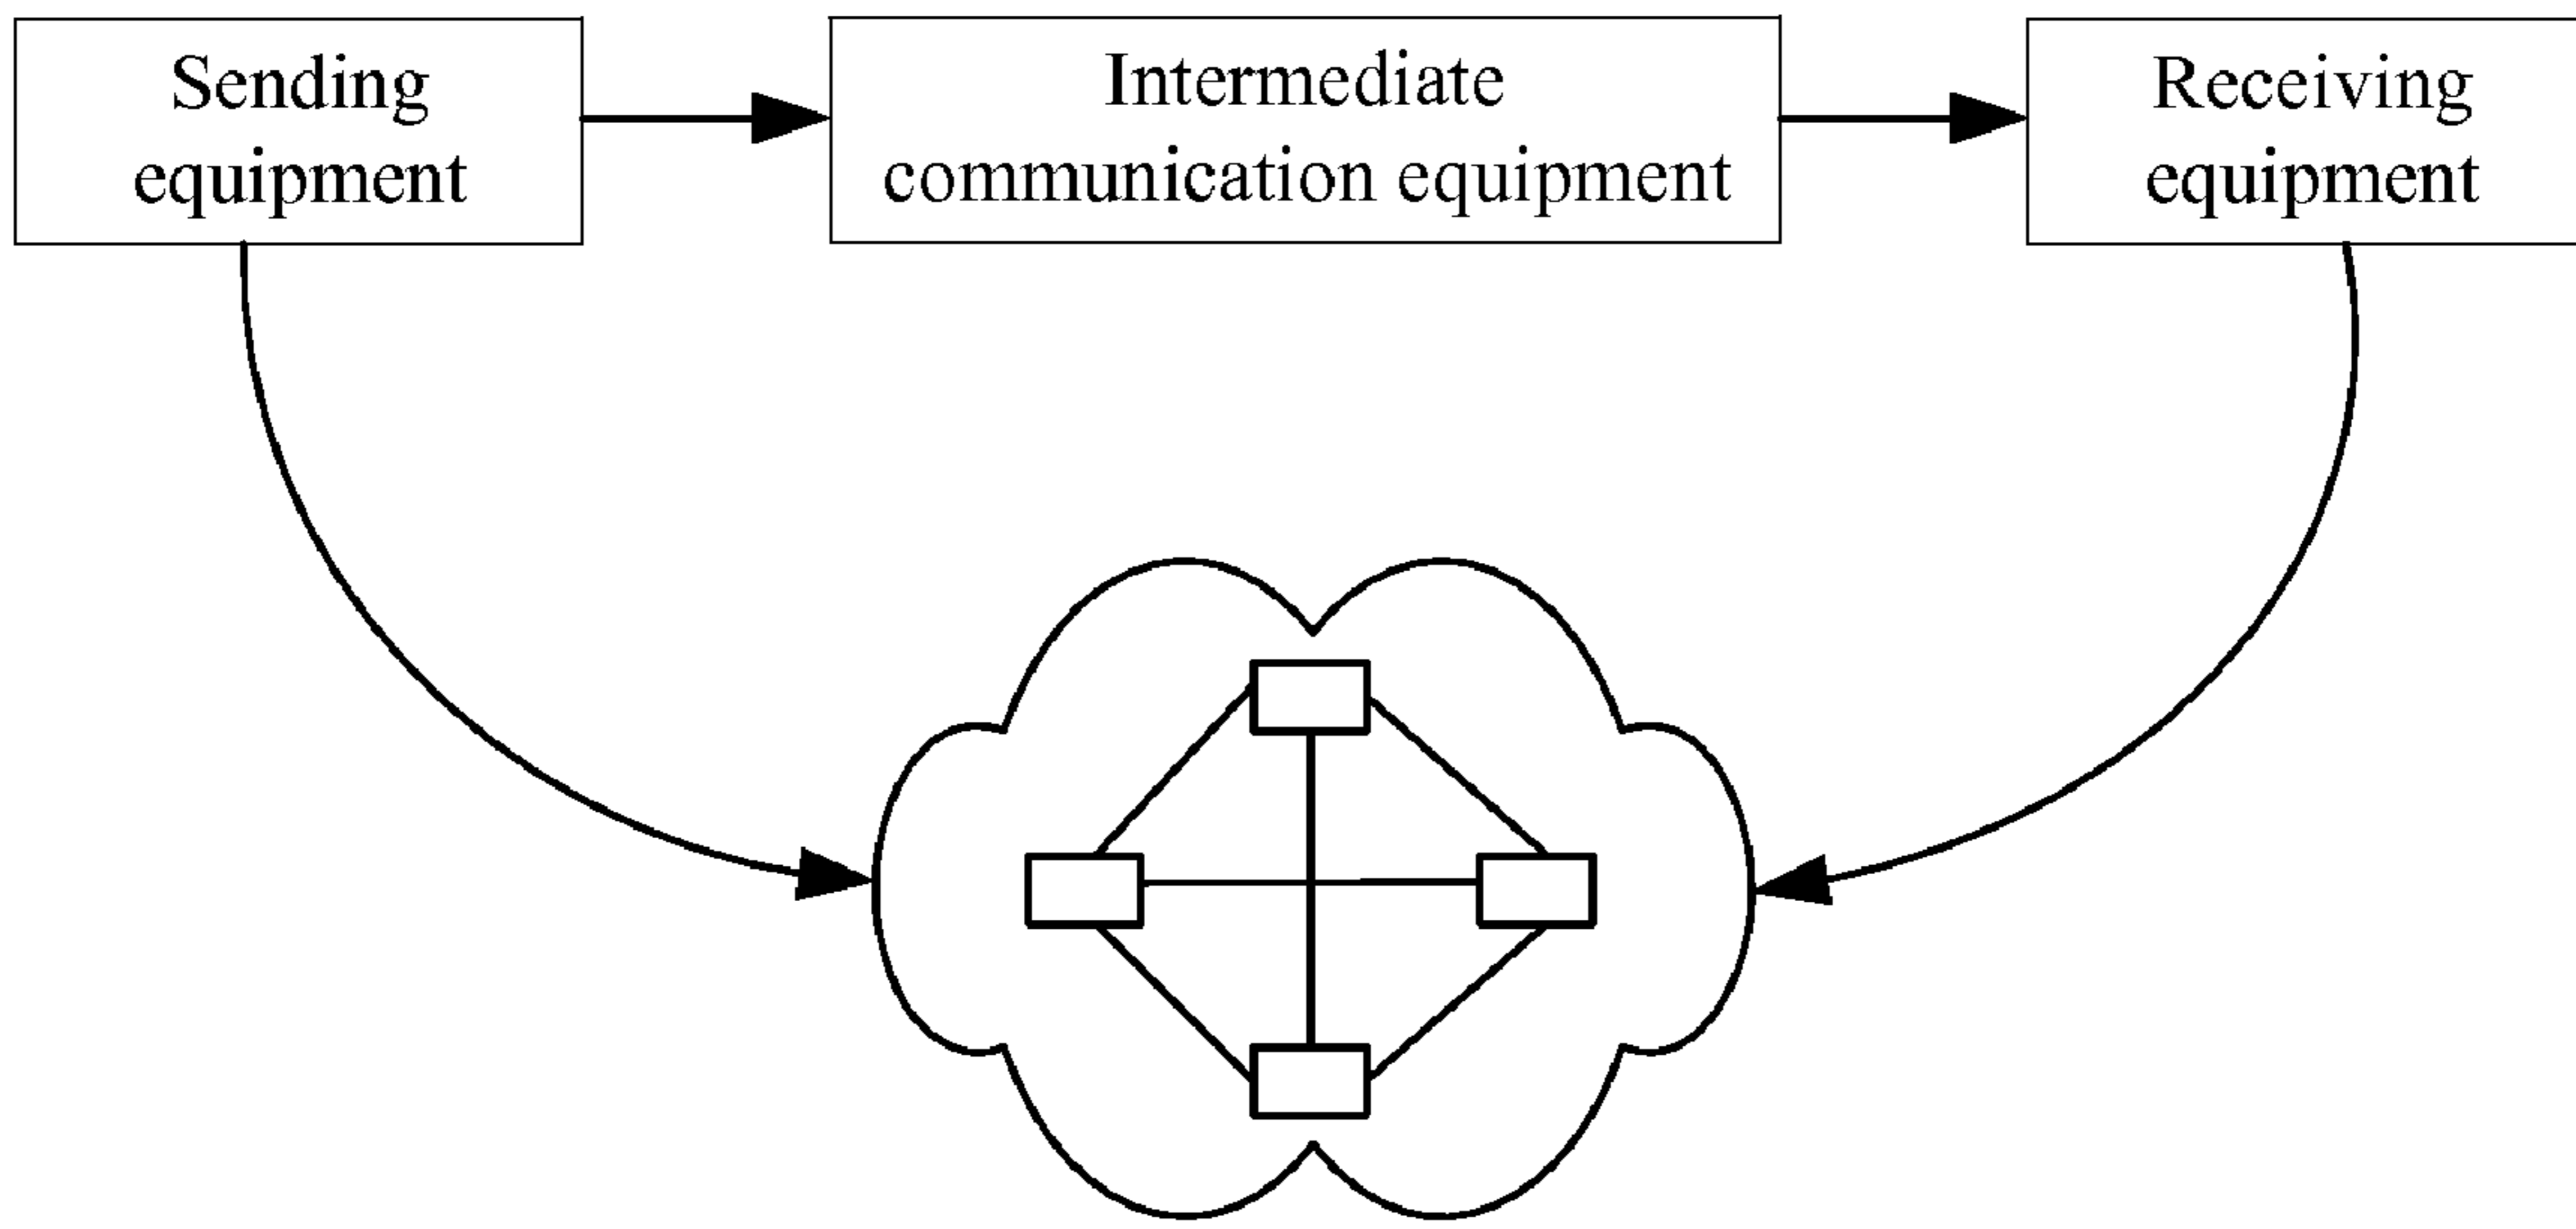 Sending
equipment
Intermediate
communication equipment
Receiving
equipment